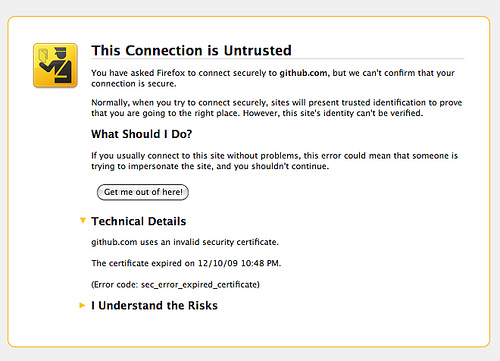 This Connection is Untrusted
You have asked Firefox to connect securely to github.com, but we can't confirm that your
connection is secure.
Normally, when you try to connect securely, sites will present trusted identification to prove
that you are going to the right place. However, this site's identity can't be verified.
What Should I Do?
If you usually connect to this site without problems, this error could mean that someone is
trying to impersonate the site, and you shouldn't continue.
Get me out of here!
Technical Details
github.com uses an invalid security certificate.
The certificate expired on 12/10/09 10:48 PM.
(Error code: sec_error_expired_certificate)
I Understand the Risks